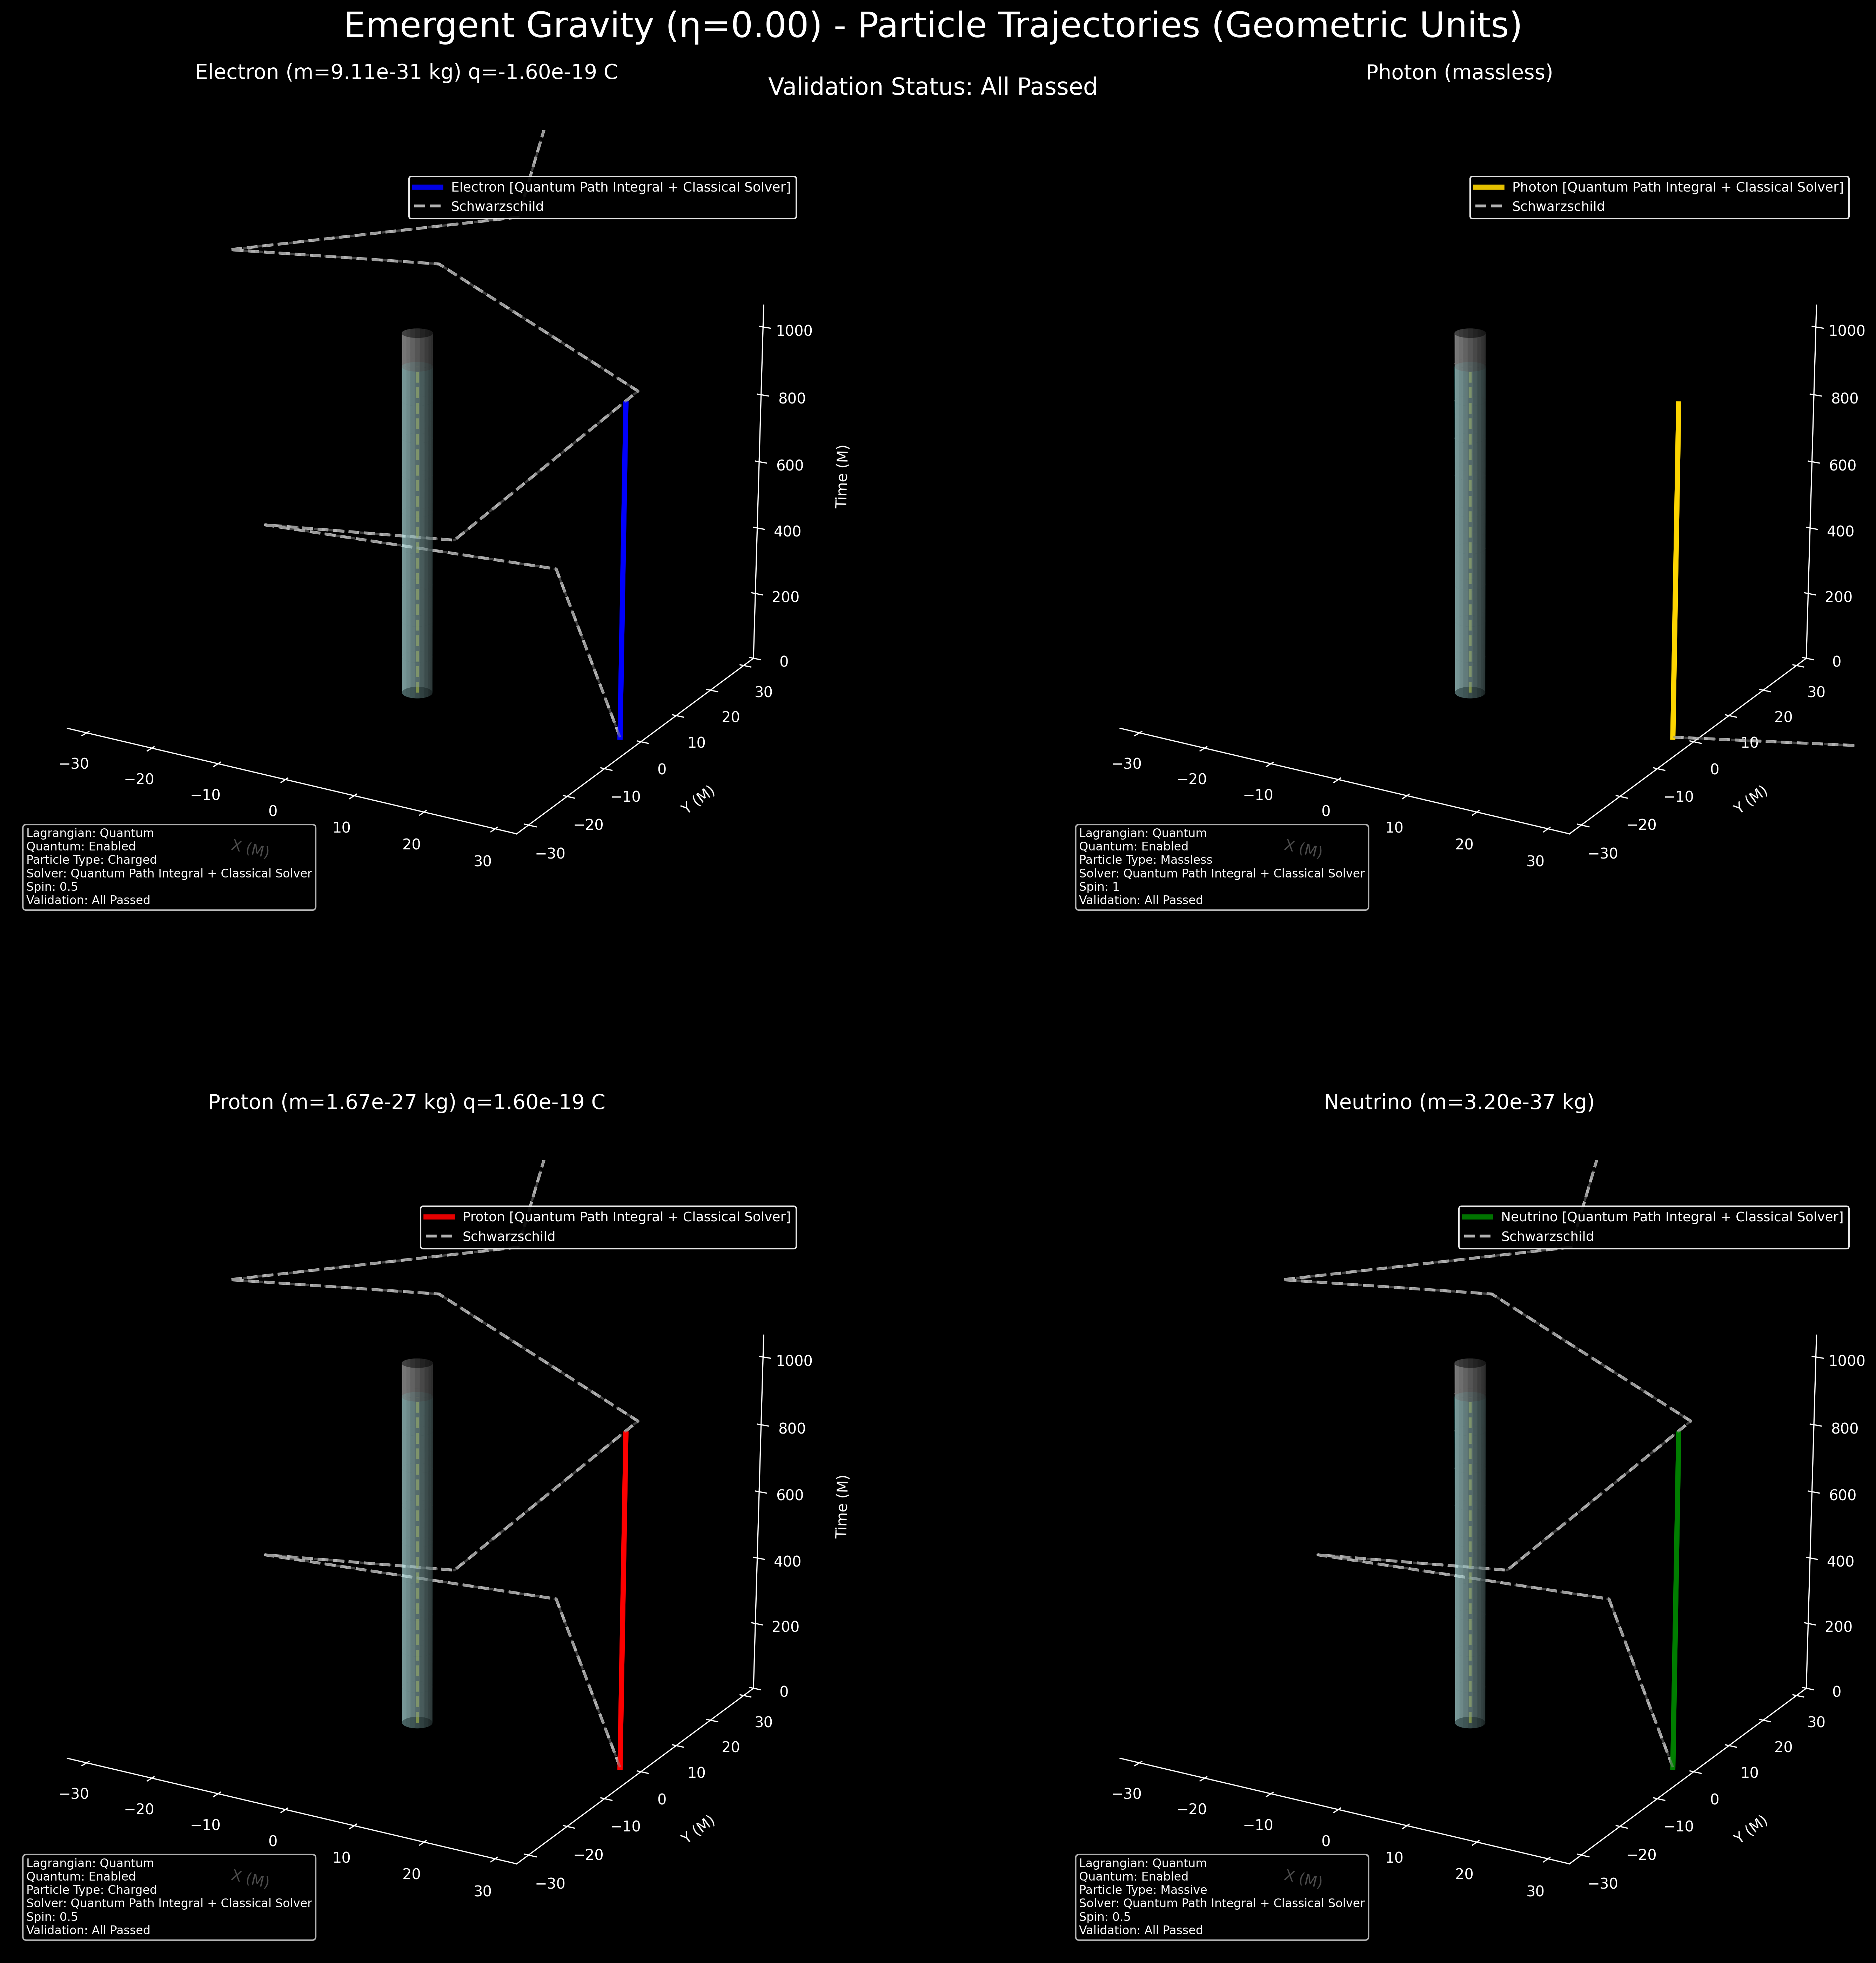 Emergent Gravity (η=0.00) - Particle Trajectories (Geometric Units)
Validation Status: All Passed
Electron (m=9.11e-31 kg) q=-1.60e-19 C
Electron [Quantum Path Integral + Classical Solver]
Schwarzschild
1000
800
600
400
200
0
Time (M)
30
20
10
0
−10
−20
−30
Y (M)
−30
−20
−10
0
10
20
30
X (M)
Lagrangian: Quantum
Quantum: Enabled
Particle Type: Charged
Solver: Quantum Path Integral + Classical Solver
Spin: 0.5
Validation: All Passed
Photon (massless)
Photon [Quantum Path Integral + Classical Solver]
Schwarzschild
1000
800
600
400
200
0
30
20
10
0
−10
−20
−30
Y (M)
−30
−20
−10
0
10
20
30
X (M)
Lagrangian: Quantum
Quantum: Enabled
Particle Type: Massless
Solver: Quantum Path Integral + Classical Solver
Spin: 1
Validation: All Passed
Proton (m=1.67e-27 kg) q=1.60e-19 C
Proton [Quantum Path Integral + Classical Solver]
Schwarzschild
1000
800
600
400
200
0
Time (M)
30
20
10
0
−10
−20
−30
Y (M)
−30
−20
−10
0
10
20
30
X (M)
Lagrangian: Quantum
Quantum: Enabled
Particle Type: Charged
Solver: Quantum Path Integral + Classical Solver
Spin: 0.5
Validation: All Passed
Neutrino (m=3.20e-37 kg)
Neutrino [Quantum Path Integral + Classical Solver]
Schwarzschild
1000
800
600
400
200
0
30
20
10
0
−10
−20
−30
Y (M)
−30
−20
−10
0
10
20
30
X (M)
Lagrangian: Quantum
Quantum: Enabled
Particle Type: Massive
Solver: Quantum Path Integral + Classical Solver
Spin: 0.5
Validation: All Passed